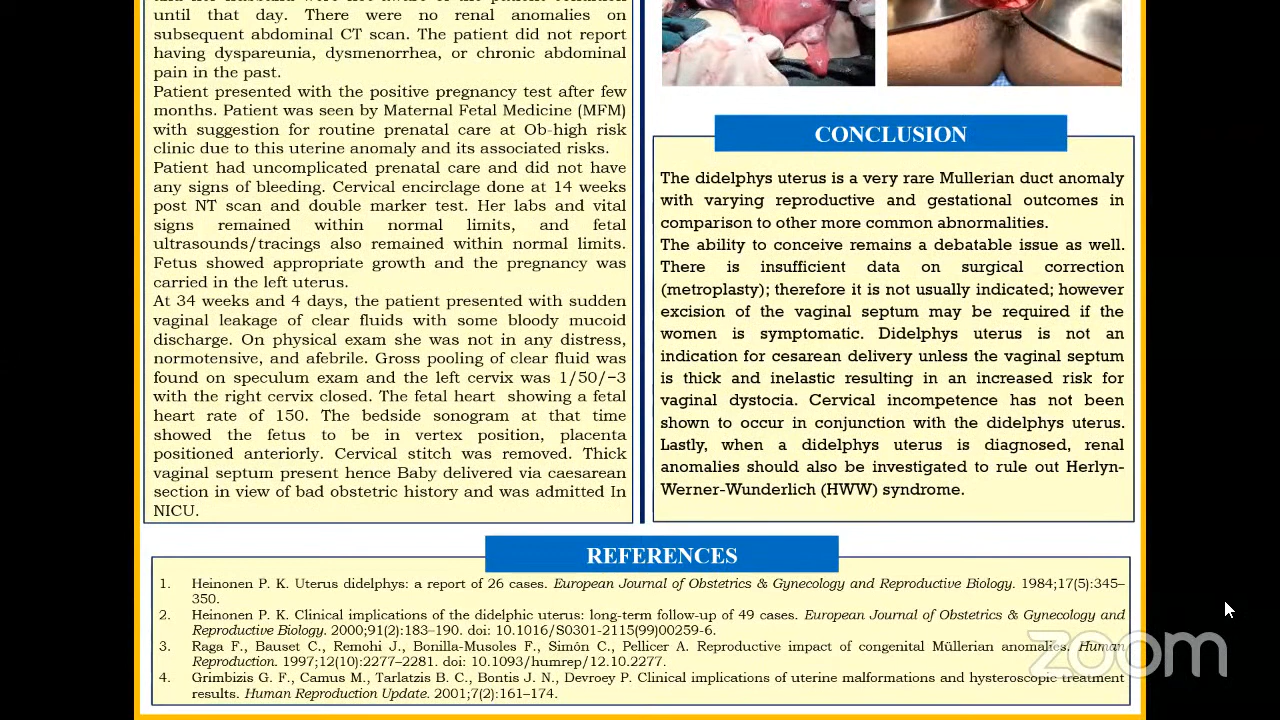 until that day. There were no renal anomalies on
subsequent abdominal CT scan. The patient did not report
having dyspareunia, dysmenorrhea, or chronic abdominal
pain in the past.
Patient presented with the positive pregnancy test after few
months. Patient was seen by Maternal Fetal Medicine (MFM)
with suggestion for routine prenatal care at Ob-high risk
clinic due to this uterine anomaly and its associated risks.
Patient had uncomplicated prenatal care and did not have
any signs of bleeding. Cervical encirclage done at 14 weeks
post NT scan and double marker test. Her labs and vital
signs remained within normal limits, and fetal
ultrasounds/tracings also remained within normal limits.
Fetus showed appropriate growth and the pregnancy was
carried in the left uterus.
At 34 weeks and 4 days, the patient presented with sudden
vaginal leakage of clear fluids with some bloody mucoid
discharge. On physical exam she was not in any distress,
normotensive, and afebrile. Gross pooling of clear fluid was
found on speculum exam and the left cervix was 1/50/−3
with the right cervix closed. The fetal heart showing a fetal
heart rate of 150. The bedside sonogram at that time
showed the fetus to be in vertex position, placenta
positioned anteriorly. Cervical stitch was removed. Thick
vaginal septum present hence Baby delivered via caesarean
section in view of bad obstetric history and was admitted In
NICU.
CONCLUSION
The didelphys uterus is a very rare Mullerian duct anomaly
with varying reproductive and gestational outcomes in
comparison to other more common abnormalities.
The ability to conceive remains a debatable issue as well.
There is insufficient data on surgical correction
(metroplasty); therefore it is not usually indicated; however
excision of the vaginal septum may be required if the
women is symptomatic. Didelphys uterus is not an
indication for cesarean delivery unless the vaginal septum
is thick and inelastic resulting in an increased risk for
vaginal dystocia. Cervical incompetence has not been
shown to occur in conjunction with the didelphys uterus.
Lastly, when a didelphys uterus is diagnosed, renal
anomalies should also be investigated to rule out Herlyn-
Werner-Wunderlich (HWW) syndrome.
REFERENCES
1. Heinonen P. K. Uterus didelphys: a report of 26 cases. European Journal of Obstetrics & Gynecology and Reproductive Biology. 1984;17(5):345–
350.
2. Heinonen P. K. Clinical implications of the didelphic uterus: long-term follow-up of 49 cases. European Journal of Obstetrics & Gynecology and
Reproductive Biology. 2000;91(2):183–190. doi: 10.1016/S0301-2115(99)00259-6.
3. Raga F., Bauset C., Remohi J., Bonilla-Musoles F., Simón C., Pellicer A. Reproductive impact of congenital Müllerian anomalies. Human
Reproduction. 1997;12(10):2277–2281. doi: 10.1093/humrep/12.10.2277.
4. Grimbizis G. F., Camus M., Tarlatzis B. C., Bontis J. N., Devroey P. Clinical implications of uterine malformations and hysteroscopic treatment
results. Human Reproduction Update. 2001;7(2):161–174.
zoom